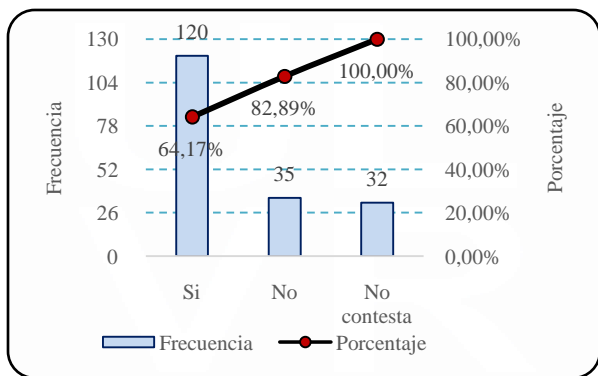 130
104
78
52
26
0
Frecuencia
120
35
32
64,17%
82,89%
100,00%
100,00%
80,00%
60,00%
40,00%
20,00%
0,00%
Porcentaje
Si
No
No
contesta
Frecuencia
Porcentaje